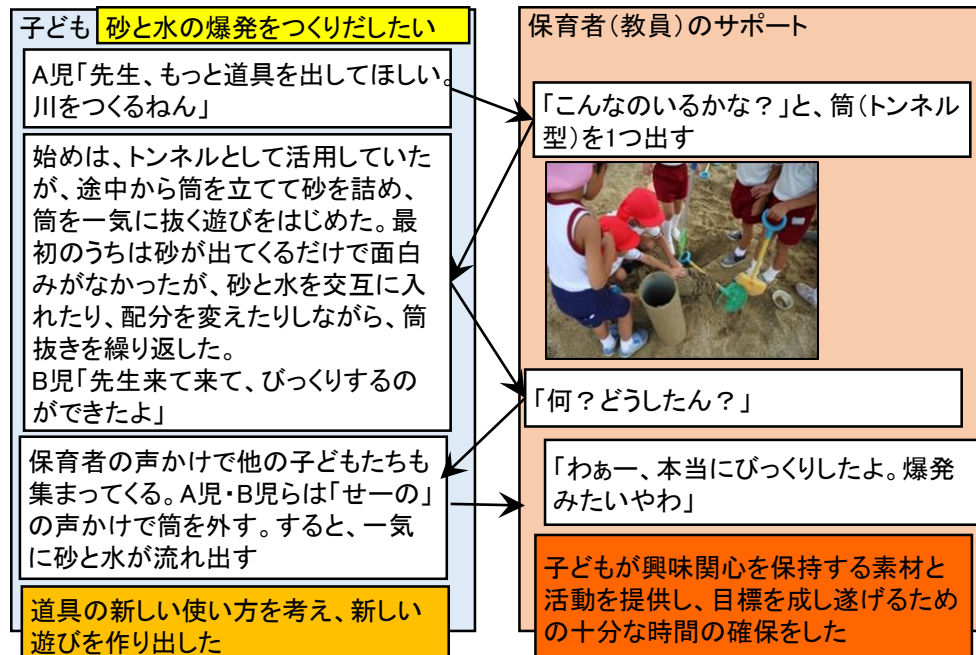 子ども 砂と水の爆発をつくりだしたい
A児「先生、もっと道具を出してほしい。
川をつくるねん」
始めは、トンネルとして活用していた
が、途中から筒を立てて砂を詰め、
筒を一気に抜く遊びをはじめた。最
初のうちは砂が出てくるだけで面白
みがなかったが、砂と水を交互に入
れたり、配分を変えたりしながら、筒
抜きを繰り返した。
B児「先生来て来て、びっくりするの
ができたよ」
保育者の声かけで他の子どもたちも
集まってくる。A児・B児らは「せーの」
の声かけで筒を外す。すると、一気
に砂と水が流れ出す
道具の新しい使い方を考え、新しい
遊びを作り出した
保育者(教員)のサポート
「こんなのいるかな？」と、筒(トンネル
型)を1つ出す
「何？どうしたん？」
「わぁー、本当にびっくりしたよ。爆発
みたいやわ」
子どもが興味関心を保持する素材と
活動を提供し、目標を成し遂げるため
の十分な時間の確保をした